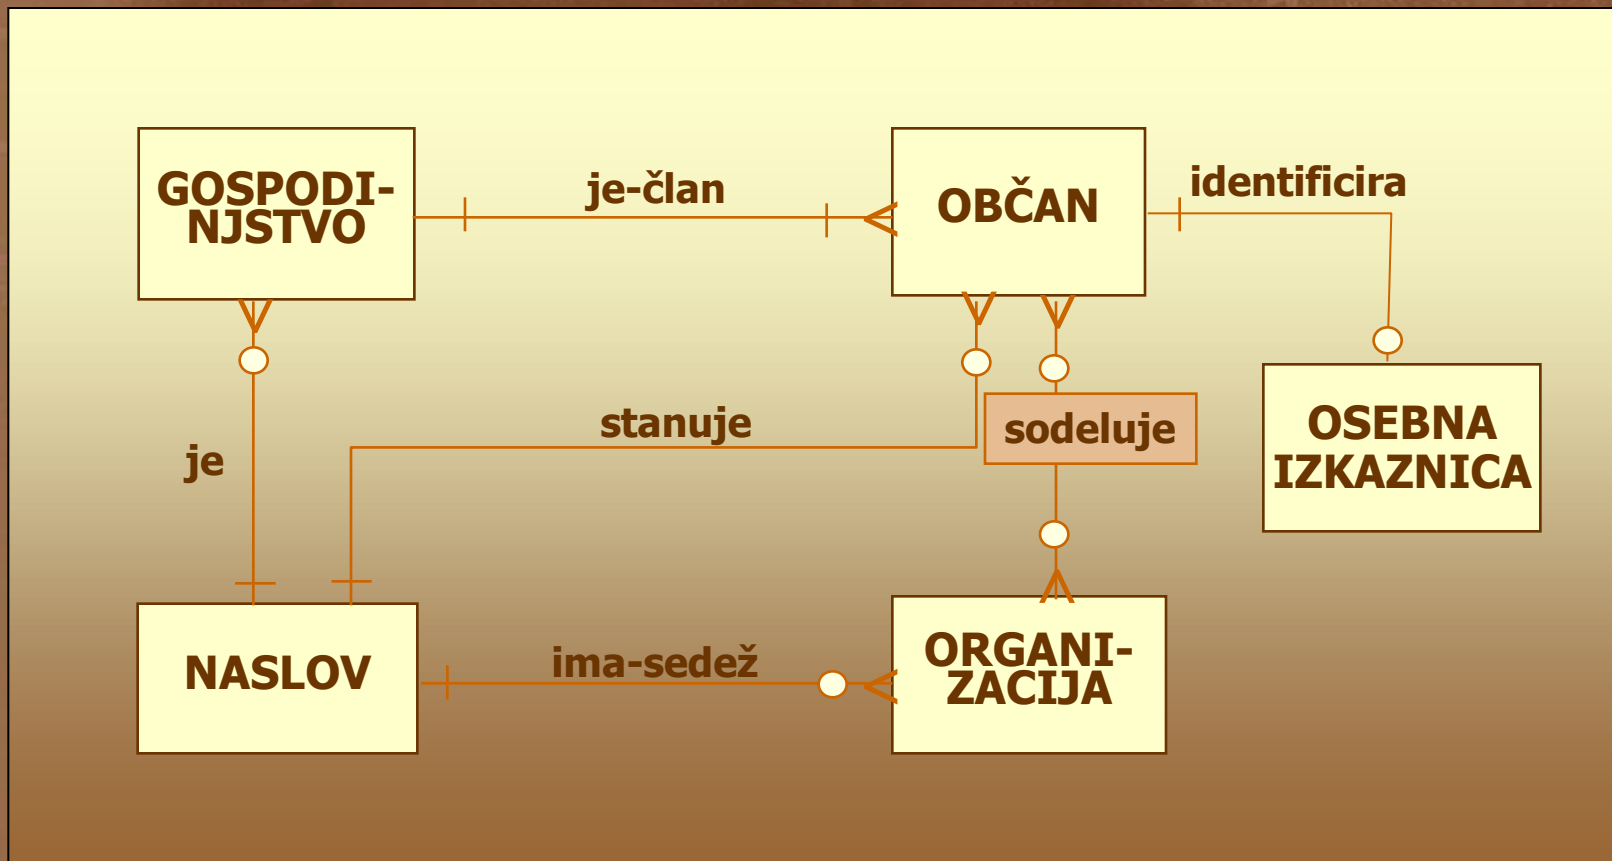 GOSPODI-
NJSTVO
je-član
OBČAN
identificira
je
stanuje
sodeluje
OSEBNA
IZKAZNICA
NASLOV
ima-sedež
ORGANI-
ZACIJA